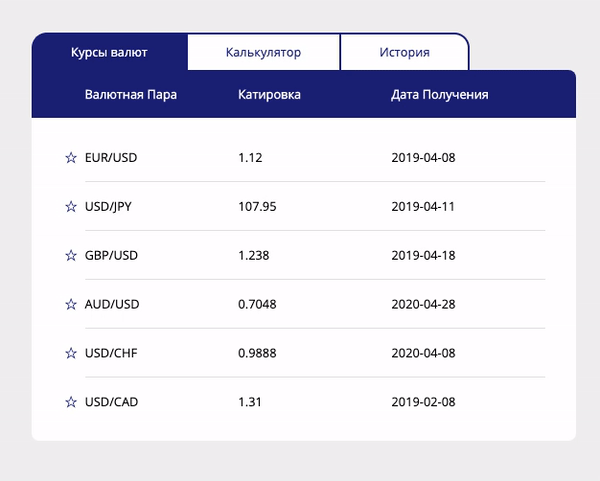 Курсы валют Калькулятор История
Валютная Пара Катировка Дата Получения
EUR/USD 1.12 2019-04-08
USD/JPY 107.95 2019-04-11
GBP/USD 1.238 2019-04-18
AUD/USD 0.7048 2020-04-28
USD/CHF 0.9888 2020-04-08
USD/CAD 1.31 2019-02-08